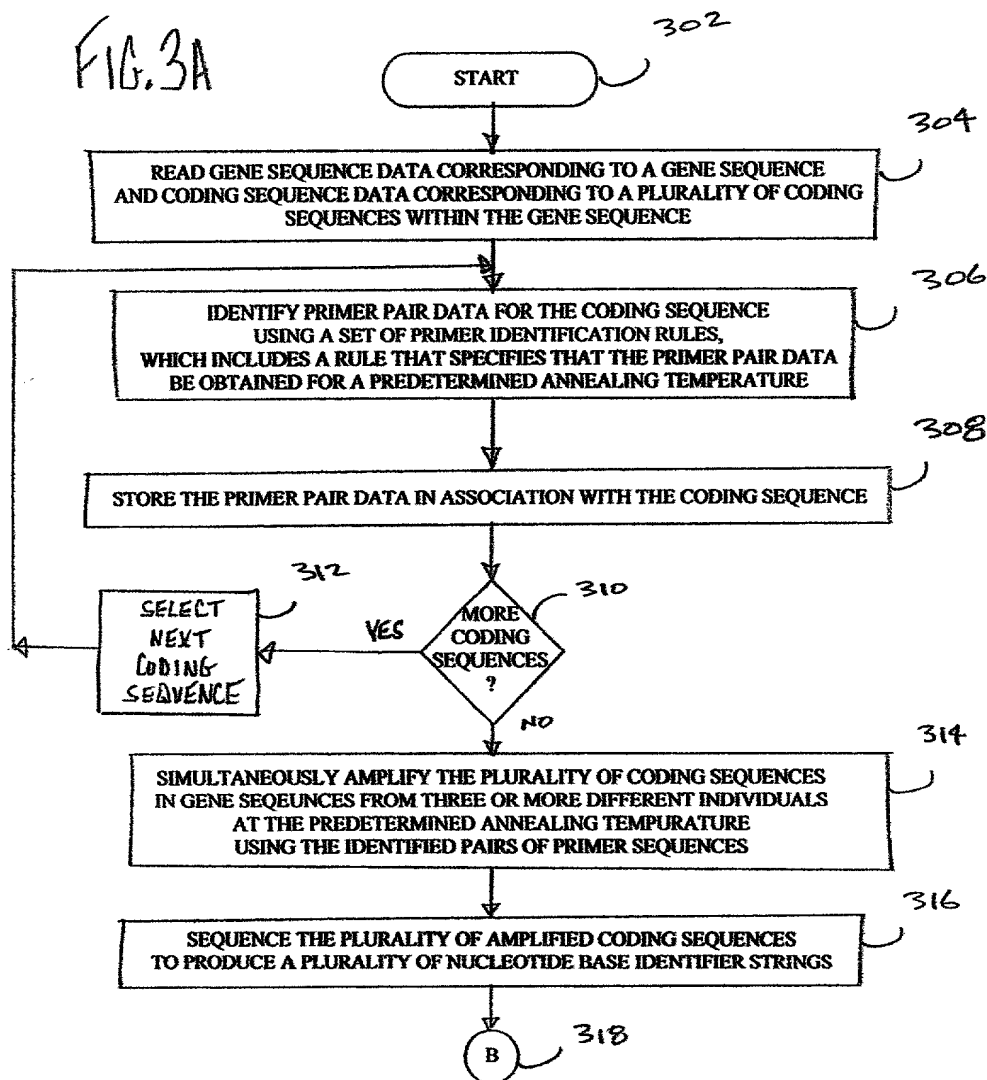 FIG.3A
302
START
304
READ GENE SEQUENCE DATA CORRESPONDING TO A GENE SEQUENCE
AND CODING SEQUENCE DATA CORRESPONDING TO A PLURALITY OF CODING
SEQUENCES WITHIN THE GENE SEQUENCE
306
IDENTIFY PRIMER PAIR DATA FOR THE CODING SEQUENCE
USING A SET OF PRIMER IDENTIFICATION RULES,
WHICH INCLUDES A RULE THAT SPECIFIES THAT THE PRIMER PAIR DATA
BE OBTAINED FOR A PREDETERMINED ANNEALING TEMPERATURE
308
STORE THE PRIMER PAIR DATA IN ASSOCIATION WITH THE CODING SEQUENCE
310
MORE
CODING
SEQUENCES
?
YES
312
SELECT
NEXT
CODING
SEQUENCE
NO
314
SIMULTANEOUSLY AMPLIFY THE PLURALITY OF CODING SEQUENCES
IN GENE SEQEUNCES FROM THREE OR MORE DIFFERENT INDIVIDUALS
AT THE PREDETERMINED ANNEALING TEMPURATURE
USING THE IDENTIFIED PAIRS OF PRIMER SEQUENCES
316
SEQUENCE THE PLURALITY OF AMPLIFIED CODING SEQUENCES
TO PRODUCE A PLURALITY OF NUCLEOTIDE BASE IDENTIFIER STRINGS
318
B